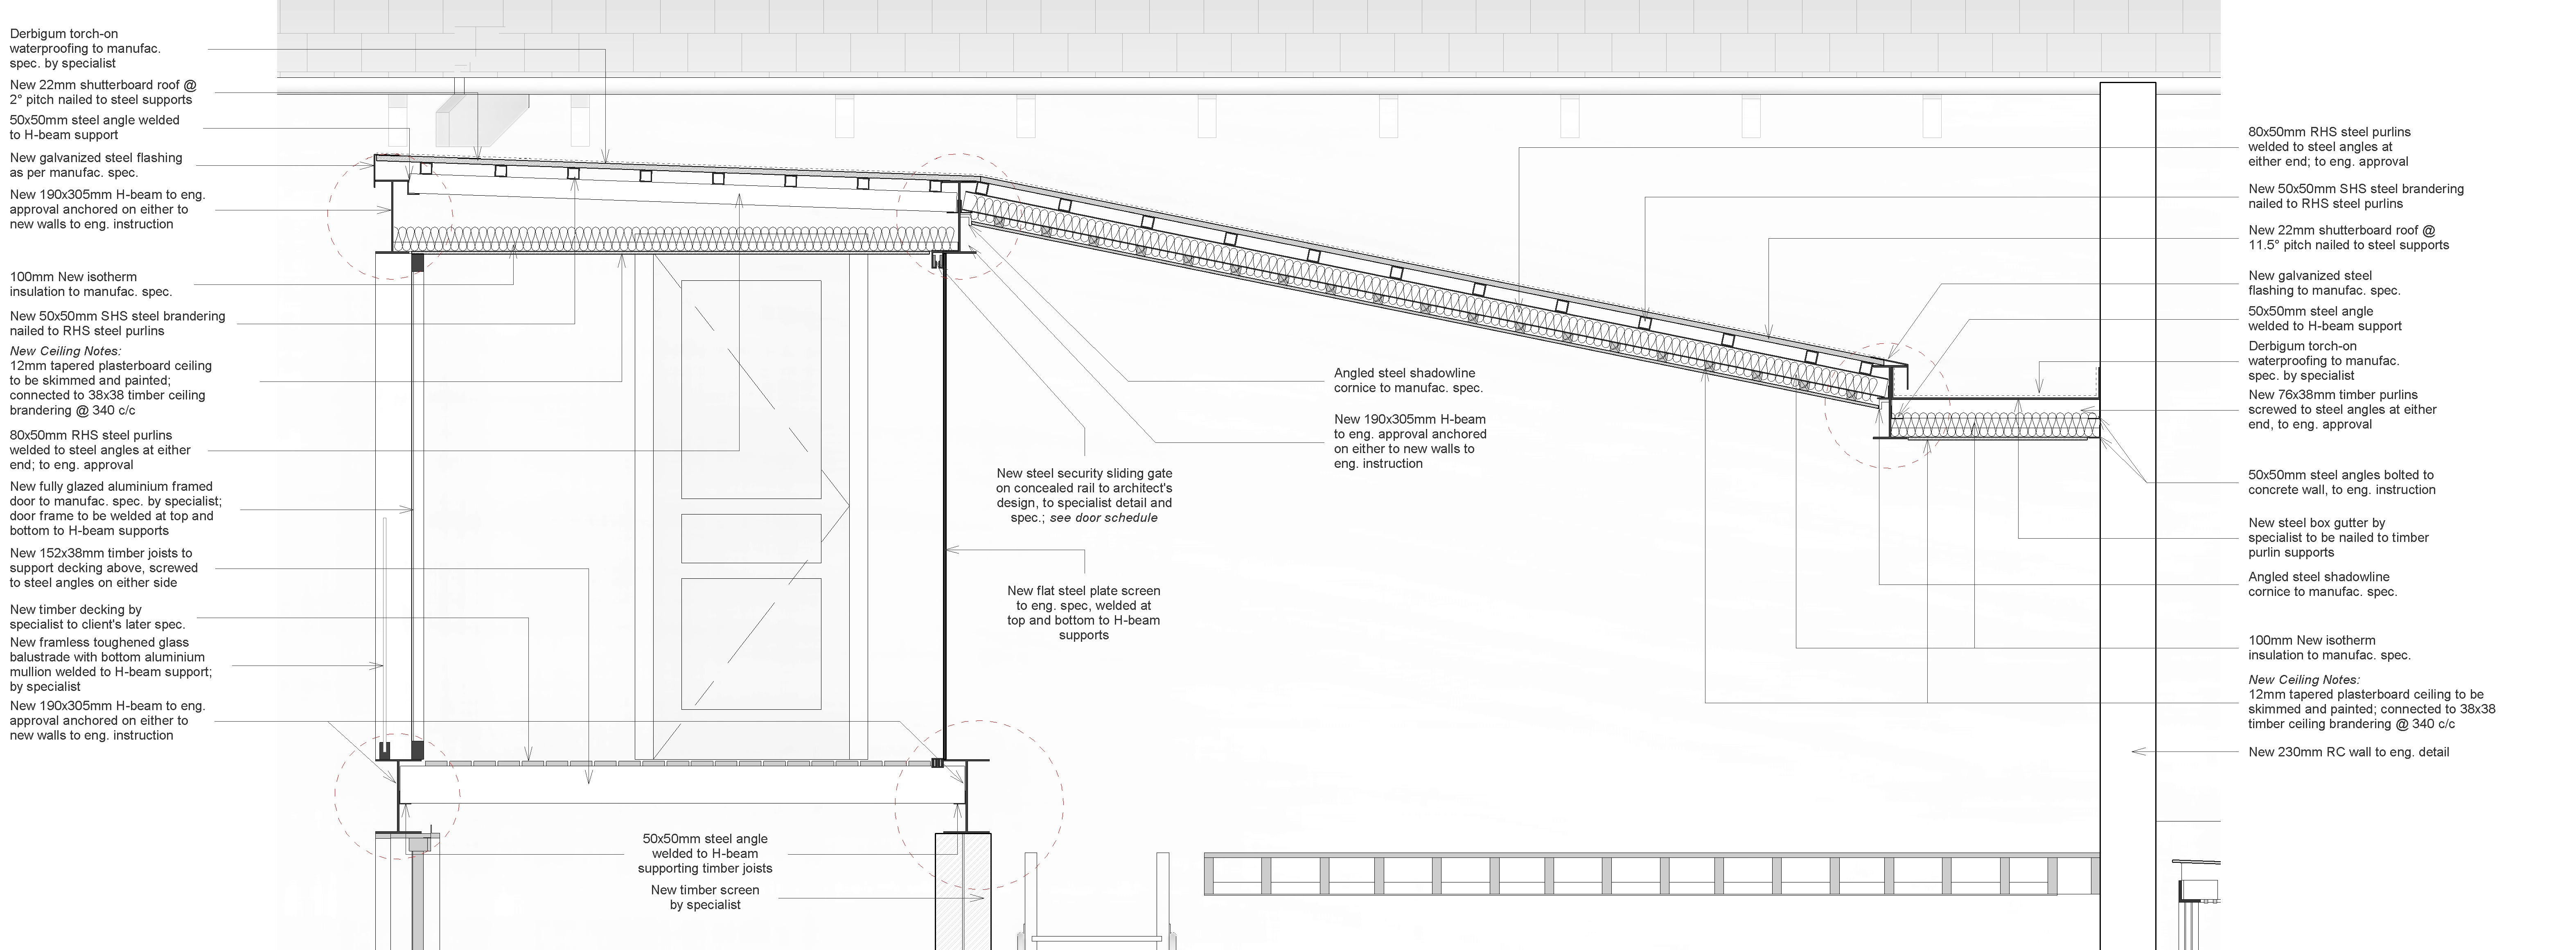 Derbigum torch-on
waterproofing to manufac.
spec. by specialist
New 22mm shutterboard roof @
2° pitch nailed to steel supports
50x50mm steel angle welded
to H-beam support
New galvanized steel flashing
as per manufac. spec.
New 190x305mm H-beam to eng.
approval anchored on either to
new walls to eng. instruction
100mm New isotherm
insulation to manufac. spec.
New 50x50mm SHS steel brandering
nailed to RHS steel purlins
New Ceiling Notes:
12mm tapered plasterboard ceiling
to be skimmed and painted;
connected to 38x38 timber ceiling
brandering @ 340 c/c
80x50mm RHS steel purlins
welded to steel angles at either
end; to eng. approval
New fully glazed aluminium framed
door to manufac. spec. by specialist;
door frame to be welded at top and
bottom to H-beam supports
New 152x38mm timber joists to
support decking above, screwed
to steel angles on either side
New timber decking by
specialist to client's later spec.
New framless toughened glass
balustrade with bottom aluminium
mullion welded to H-beam support;
by specialist
New 190x305mm H-beam to eng.
approval anchored on either to
new walls to eng. instruction
50x50mm steel angle
welded to H-beam
supporting timber joists
New timber screen
by specialist
New steel security sliding gate
on concealed rail to architect's
design, to specialist detail and
spec.; see door schedule
New flat steel plate screen
to eng. spec, welded at
top and bottom to H-beam
supports
Angled steel shadowline
cornice to manufac. spec.
New 190x305mm H-beam
to eng. approval anchored
on either to new walls to
eng. instruction
80x50mm RHS steel purlins
welded to steel angles at
either end; to eng. approval
New 50x50mm SHS steel brandering
nailed to RHS steel purlins
New 22mm shutterboard roof @
11.5° pitch nailed to steel supports
New galvanized steel
flashing to manufac. spec.
50x50mm steel angle
welded to H-beam support
Derbigum torch-on
waterproofing to manufac.
spec. by specialist
New 76x38mm timber purlins
screwed to steel angles at either
end, to eng. approval
50x50mm steel angles bolted to
concrete wall, to eng. instruction
New steel box gutter by
specialist to be nailed to timber
purlin supports
Angled steel shadowline
cornice to manufac. spec.
100mm New isotherm
insulation to manufac. spec.
New Ceiling Notes:
12mm tapered plasterboard ceiling to be
skimmed and painted; connected to 38x38
timber ceiling brandering @ 340 c/c
New 230mm RC wall to eng. detail